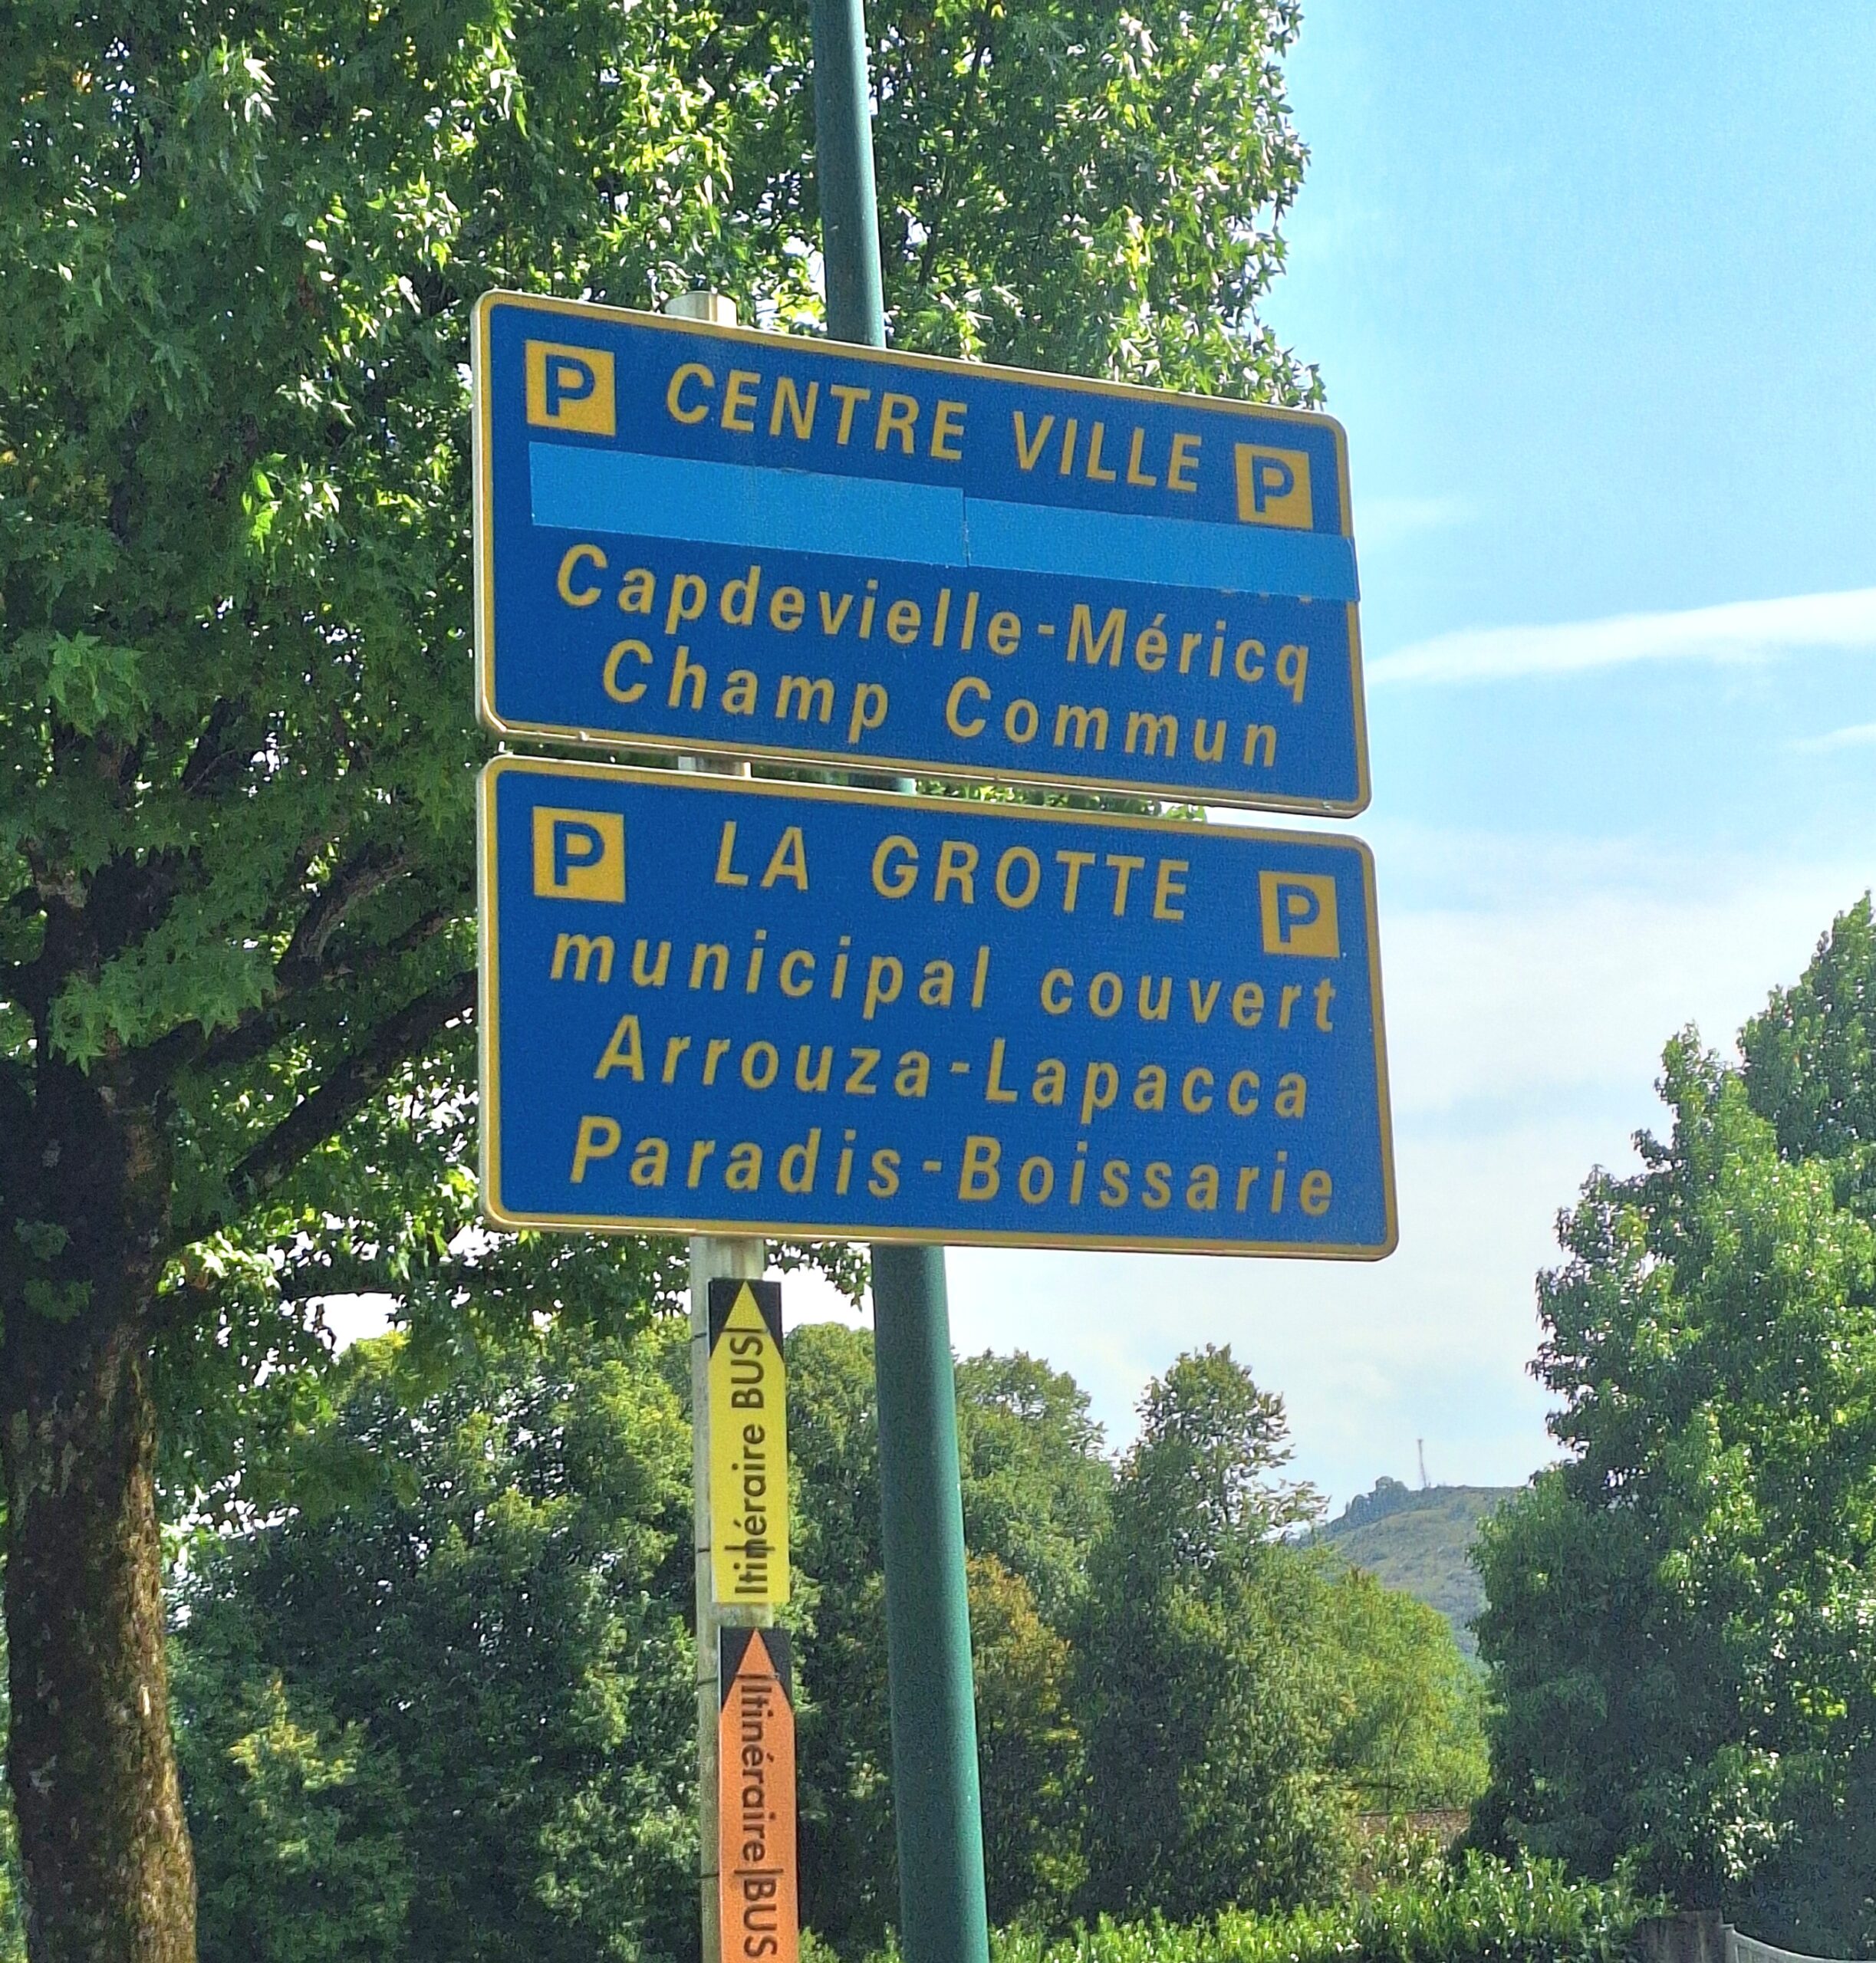 P CENTRE VILLE P
Capdevielle-Méricq
Champ Commun
P LA GROTTE P
municipal couvert
Arrouza-Lapacca
Paradis-Boissarie
Itinéraire BUS
Itinéraire BUS